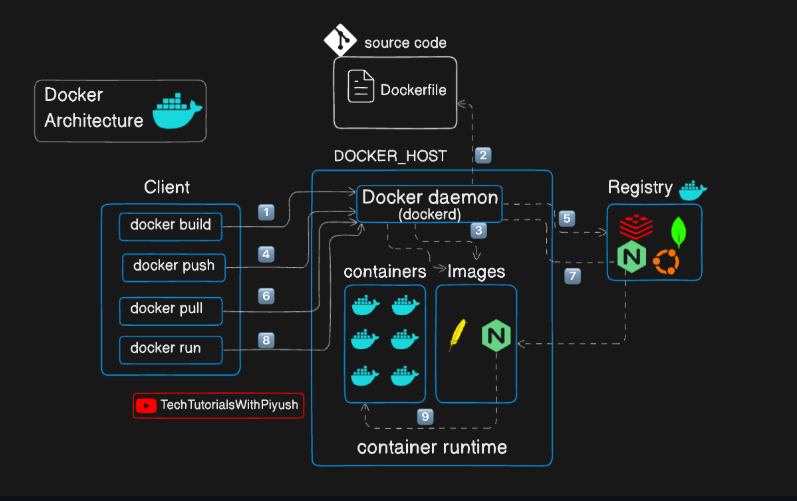 source code
Dockerfile
Docker
Architecture
2
DOCKER_HOST
Client
Docker daemon
(dockerd)
Registry
1
docker build
3
5
4
docker push
containers
Images
7
6
docker pull
8
docker run
TechTutorialsWithPiyush
9
container runtime